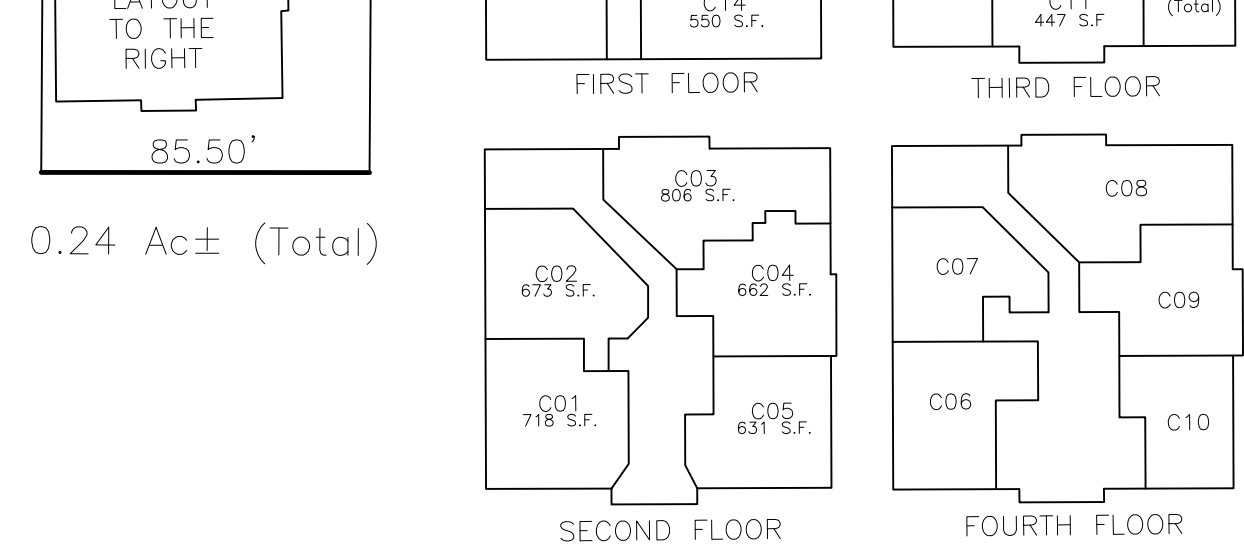 LAYOUT
TO THE
RIGHT
85.50'
0.24 Ac± (Total)
C14
550 S.F.
FIRST FLOOR
C11
447 S.F
(Total)
THIRD FLOOR
C03
806 S.F.
C02
673 S.F.
C04
662 S.F.
C01
718 S.F.
C05
631 S.F.
SECOND FLOOR
C08
C07
C09
C06
C10
FOURTH FLOOR